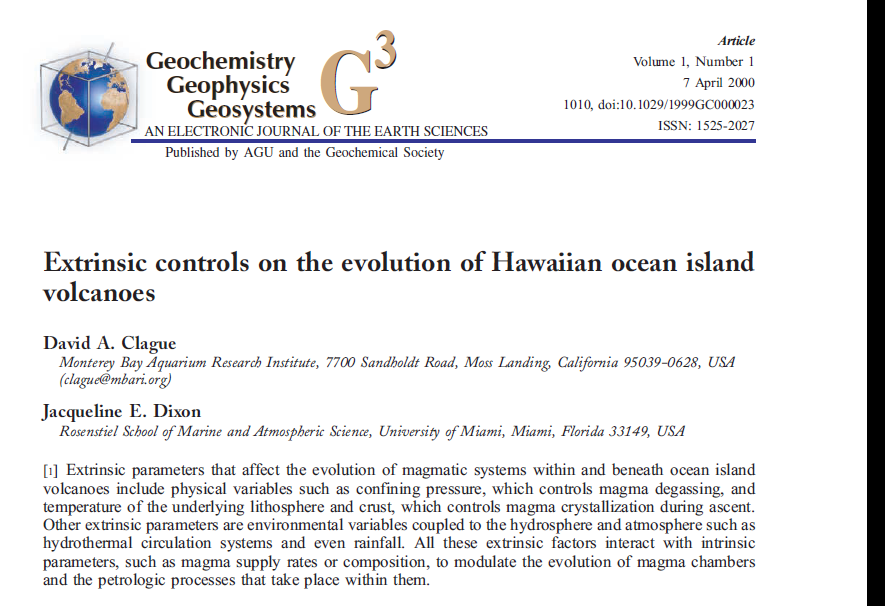 Geochemistry
Geophysics
Geosystems
G3
AN ELECTRONIC JOURNAL OF THE EARTH SCIENCES
Published by AGU and the Geochemical Society
Article
Volume 1, Number 1
7 April 2000
1010, doi:10.1029/1999GC000023
ISSN: 1525-2027
Extrinsic controls on the evolution of Hawaiian ocean island
volcanoes
David A. Clague
Monterey Bay Aquarium Research Institute, 7700 Sandholdt Road, Moss Landing, California 95039-0628, USA
(clague@mbari.org)
Jacqueline E. Dixon
Rosenstiel School of Marine and Atmospheric Science, University of Miami, Miami, Florida 33149, USA
[1] Extrinsic parameters that affect the evolution of magmatic systems within and beneath ocean island
volcanoes include physical variables such as confining pressure, which controls magma degassing, and
temperature of the underlying lithosphere and crust, which controls magma crystallization during ascent.
Other extrinsic parameters are environmental variables coupled to the hydrosphere and atmosphere such as
hydrothermal circulation systems and even rainfall. All these extrinsic factors interact with intrinsic
parameters, such as magma supply rates or composition, to modulate the evolution of magma chambers
and the petrologic processes that take place within them.